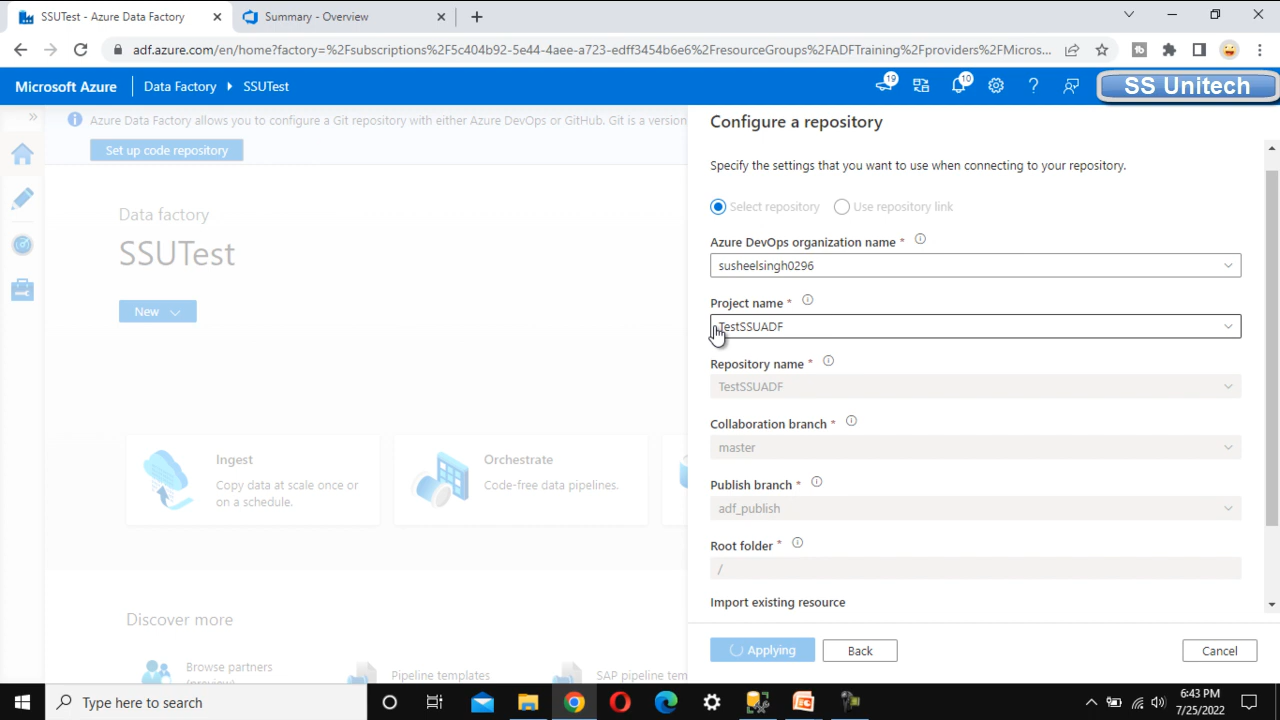 SSUTest - Azure Data Factory
Summary - Overview
adf.azure.com/en/home?factory=%2Fsubscriptions%2F5c404b92-5e44-4aee-a723-edff3454b6e6%2FresourceGroups%2FADFTraining%2Fproviders%2FMicros...
Microsoft Azure
Data Factory
SSUTest
19
10
SS Unitech
Azure Data Factory allows you to configure a Git repository with either Azure DevOps or GitHub. Git is a version
Set up code repository
Data factory
SSUTest
New
Ingest
Copy data at scale once or
on a schedule.
Orchestrate
Code-free data pipelines.
Discover more
Browse partners
(preview)
Pipeline templates
SAP pipeline tem
Configure a repository
Specify the settings that you want to use when connecting to your repository.
Select repository
Use repository link
Azure DevOps organization name *
susheelsingh0296
Project name *
TestSSUADF
Repository name *
TestSSUADF
Collaboration branch *
master
Publish branch *
adf_publish
Root folder *
/
Import existing resource
Applying
Back
Cancel
Type here to search
6:43 PM
7/25/2022